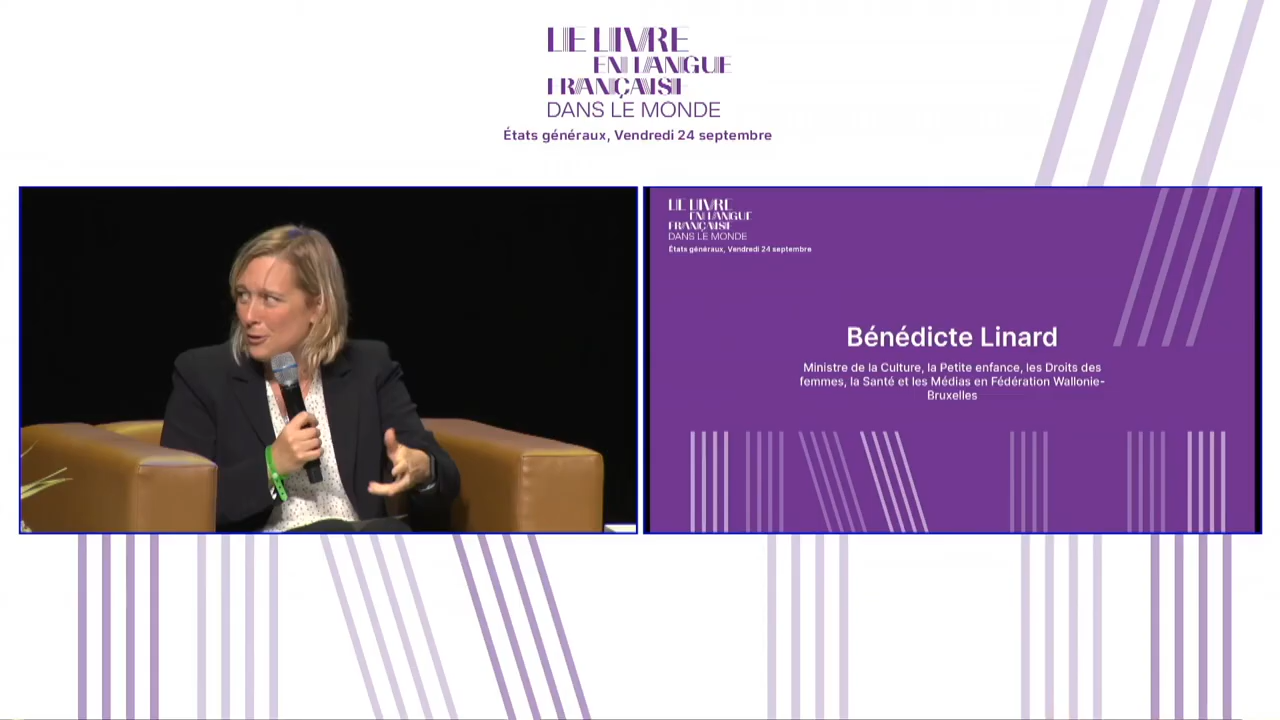 LE LIVRE
EN LANGUE
FRANÇAISE
DANS LE MONDE
États généraux, Vendredi 24 septembre
LE LIVRE
EN LANGUE
FRANÇAISE
DANS LE MONDE
États généraux, Vendredi 24 septembre
Bénédicte Linard
Ministre de la Culture, la Petite enfance, les Droits des
femmes, la Santé et les Médias en Fédération Wallonie-
Bruxelles